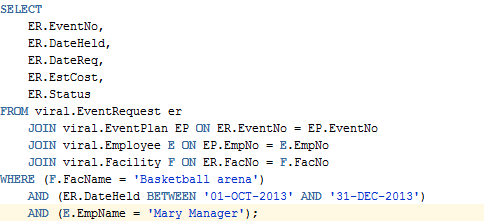 SELECT
    ER.EventNo,
    ER.DateHeld,
    ER.DateReq,
    ER.EstCost,
    ER.Status
FROM viral.EventRequest er
    JOIN viral.EventPlan EP ON ER.EventNo = EP.EventNo
    JOIN viral.Employee E ON EP.EmpNo = E.EmpNo
    JOIN viral.Facility F ON ER.FacNo = F.FacNo
WHERE (F.FacName = 'Basketball arena')
    AND (ER.DateHeld BETWEEN '01-OCT-2013' AND '31-DEC-2013')
    AND (E.EmpName = 'Mary Manager');